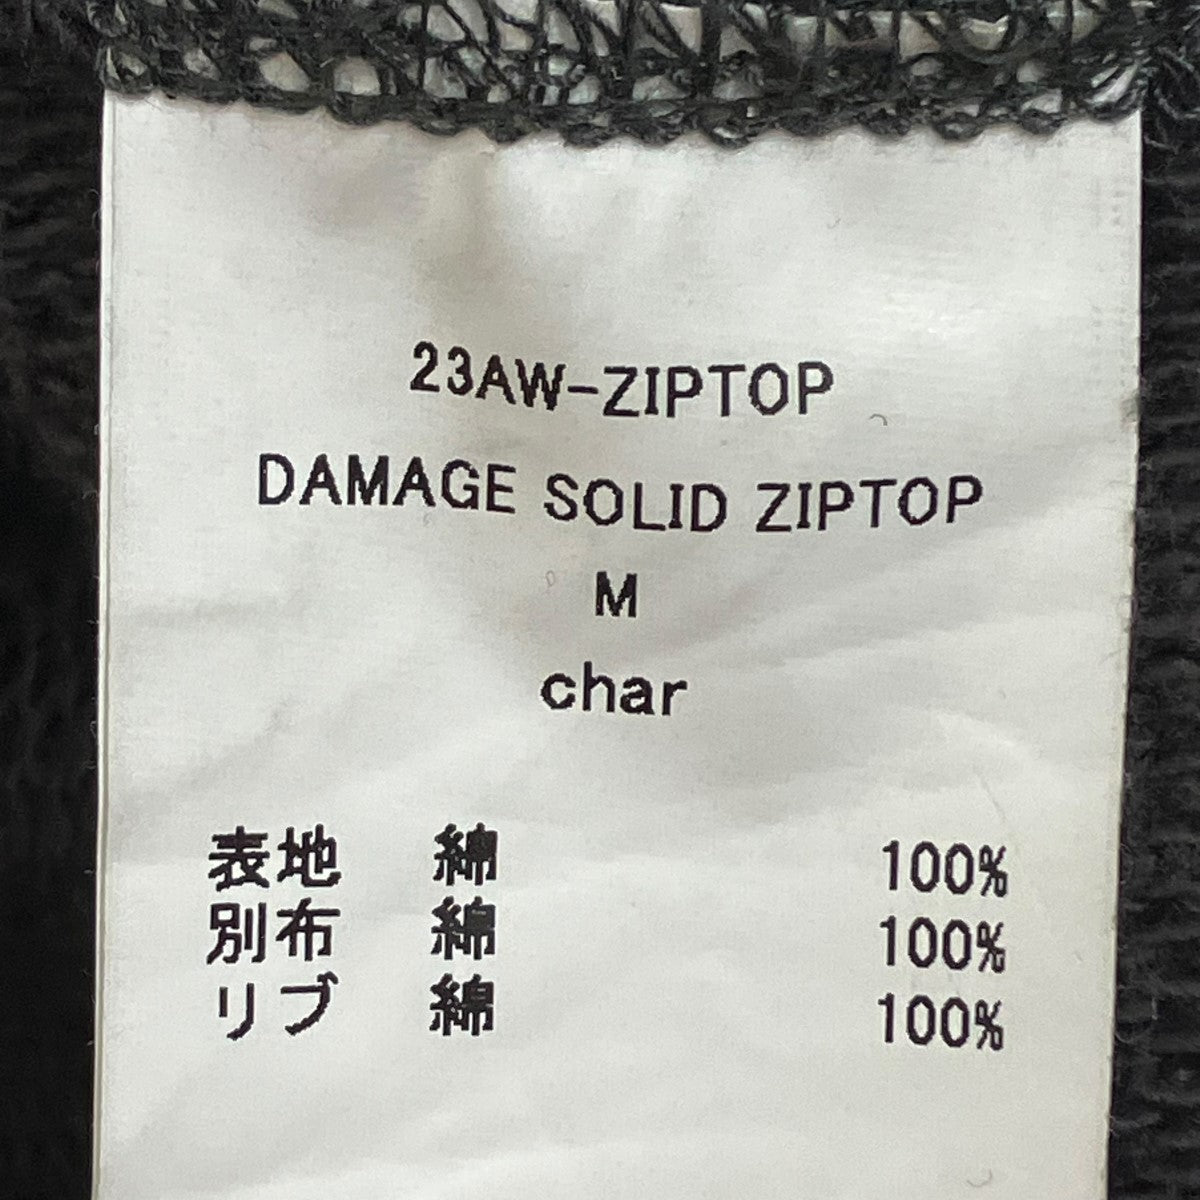 23AW-ZIPTOP
DAMAGE SOLID ZIPTOP
M
char
表地 綿 100%
別布 綿 100%
リブ 綿 100%